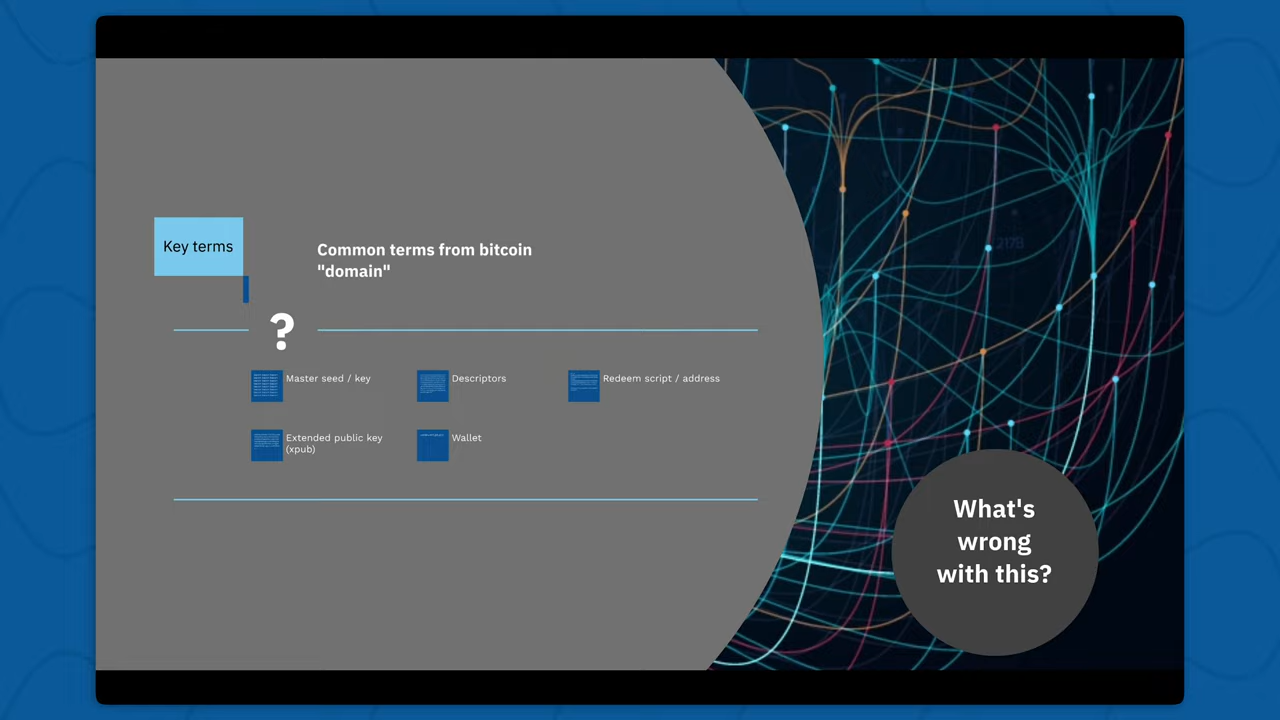 Key terms
Common terms from bitcoin
"domain"
?
Master seed / key
Descriptors
Redeem script / address
Extended public key
(xpub)
Wallet
What's
wrong
with this?